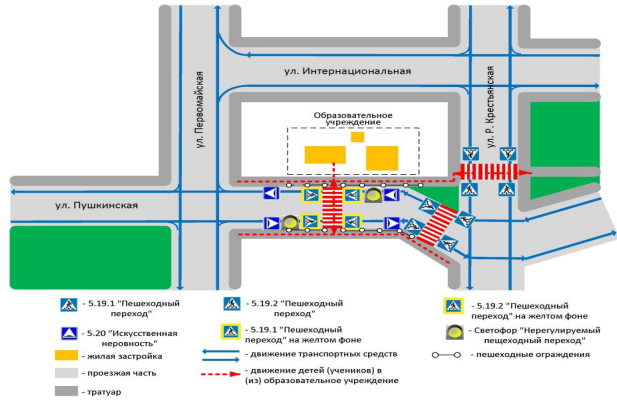 ул. Интернациональная
ул. Первомайская
ул. Р. Крестьянская
Образовательное
учреждение
ул. Пушкинская
- 5.19.1 "Пешеходный
переход"
- 5.20 "Искусственная
неровность"
- жилая застройка
- проезжая часть
- тратуар
- 5.19.2 "Пешеходный
переход"
- 5.19.1 "Пешеходный
переход" на желтом фоне
- движение транспортных средств
- движение детей (учеников) в
(из) образовательное учреждение
- 5.19.2 "Пешеходный
переход" на желтом фоне
- Светофор "Нерегулируемый
пещеходный переход"
- пешеходные ограждения